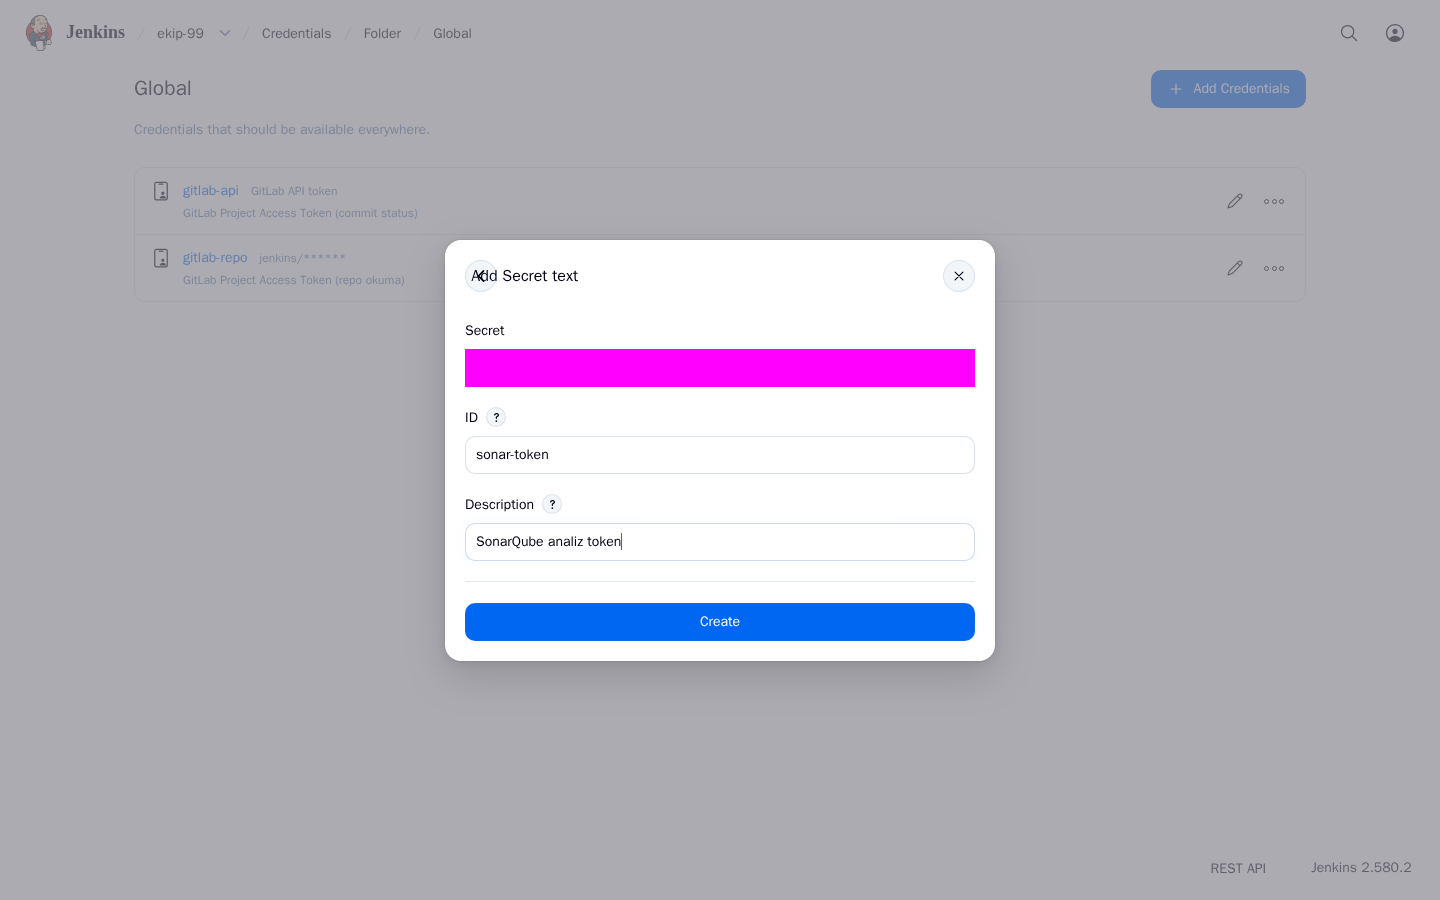 Jenkins / ekip-99 / Credentials / Folder / Global
Global
Add Credentials
Credentials that should be available everywhere.
gitlab-api GitLab API token
GitLab Project Access Token (commit status)
gitlab-repo jenkins/******
GitLab Project Access Token (repo okuma)
Add Secret text
Secret
ID ?
sonar-token
Description ?
SonarQube analiz token
Create
REST API Jenkins 2.580.2